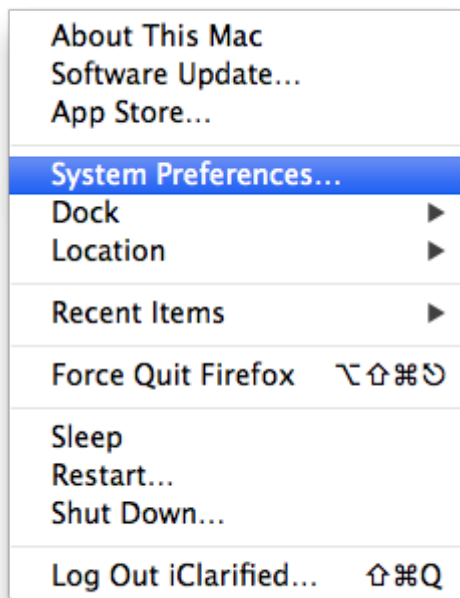 About This Mac
Software Update...
App Store...
System Preferences...
Dock ▶
Location ▶
Recent Items ▶
Force Quit Firefox ⌥⇧⌘⎋
Sleep
Restart...
Shut Down...
Log Out iClarified... ⇧⌘Q